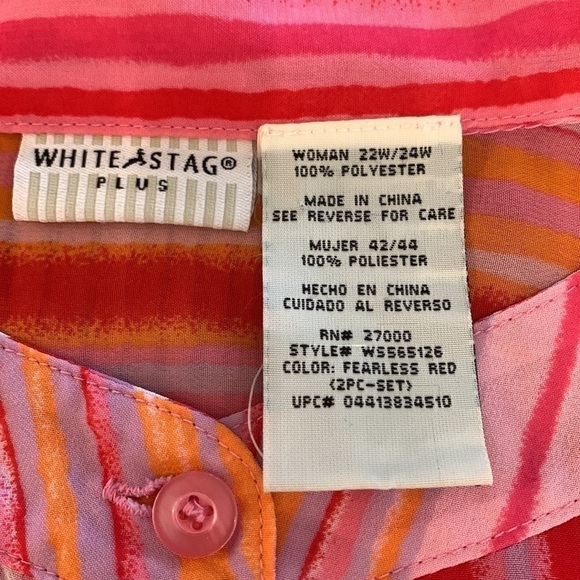 WHITE STAG®
PLUS
WOMAN 22W/24W
100% POLYESTER
MADE IN CHINA
SEE REVERSE FOR CARE
MUJER 42/44
100% POLIESTER
HECHO EN CHINA
CUIDADO AL REVERSO
RN# 27000
STYLE# WS565126
COLOR: FEARLESS RED
(2PC-SET)
UPC# 04413834510